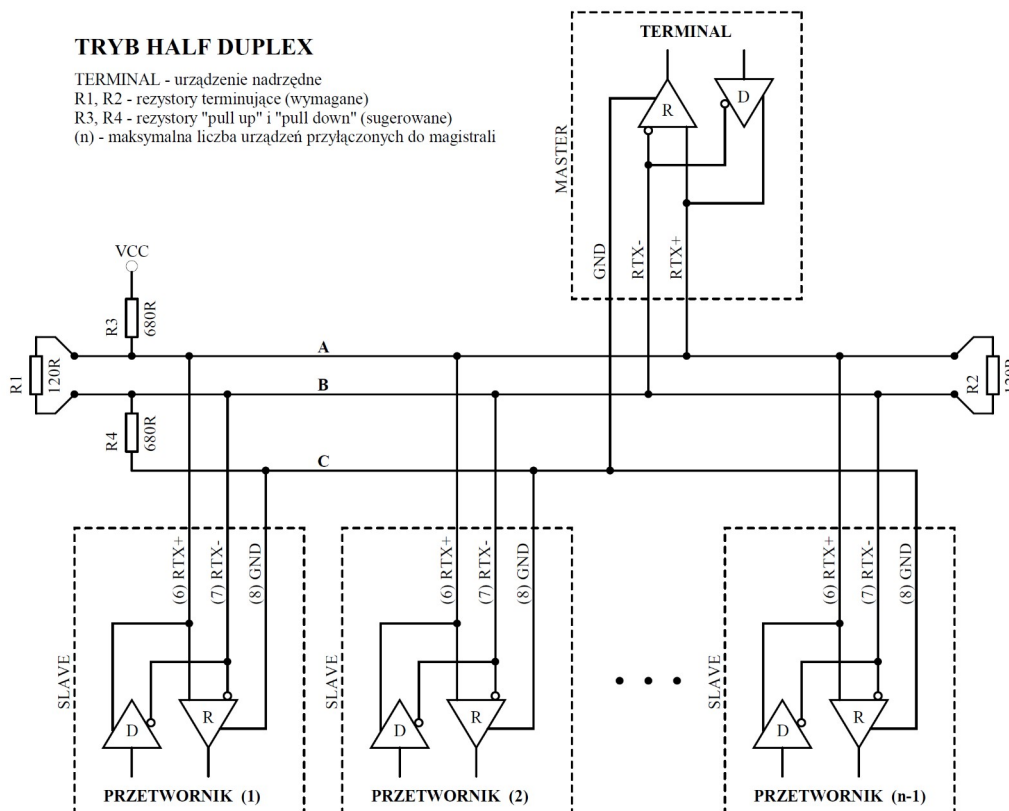 TRYB HALF DUPLEX
TERMINAL - urządzenie nadrzędne
R1, R2 - rezystory terminujące (wymagane)
R3, R4 - rezystory "pull up" i "pull down" (sugerowane)
(n) - maksymalna liczba urządzeń przyłączonych do magistrali
TERMINAL
R
D
MASTER
GND
RTX-
RTX+
VCC
R3
680R
A
R1
120R
B
R2
120R
R4
680R
C
SLAVE
(6) RTX+
(7) RTX-
(8) GND
D
R
PRZETWORNIK (1)
SLAVE
(6) RTX+
(7) RTX-
(8) GND
D
R
PRZETWORNIK (2)
• • •
SLAVE
(6) RTX+
(7) RTX-
(8) GND
D
R
PRZETWORNIK (n-1)